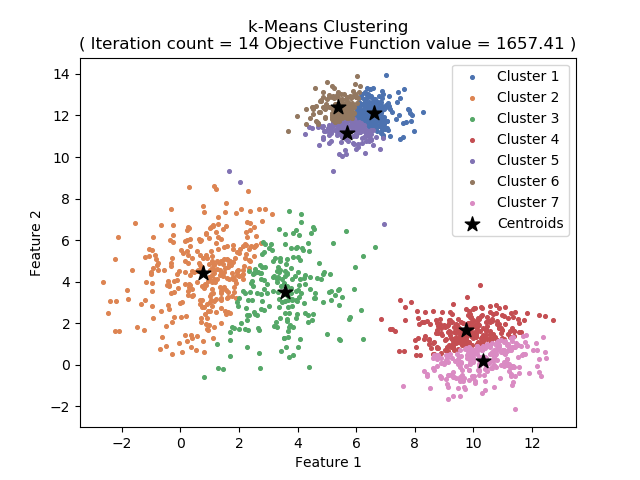 k-Means Clustering
( Iteration count = 14 Objective Function value = 1657.41 )
Feature 2
14
12
10
8
6
4
2
0
−2
Cluster 1
Cluster 2
Cluster 3
Cluster 4
Cluster 5
Cluster 6
Cluster 7
Centroids
−2 0 2 4 6 8 10 12
Feature 1